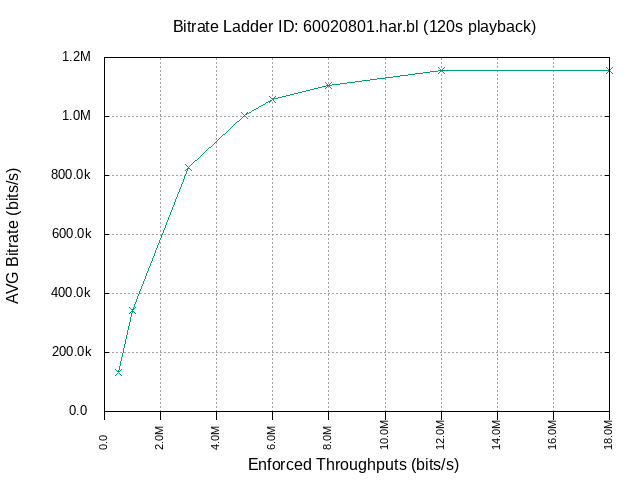 Bitrate Ladder ID: 60020801.har.bl (120s playback)
1.2M
1.0M
800.0k
600.0k
400.0k
200.0k
0.0
AVG Bitrate (bits/s)
0.0
2.0M
4.0M
6.0M
8.0M
10.0M
12.0M
14.0M
16.0M
18.0M
Enforced Throughputs (bits/s)